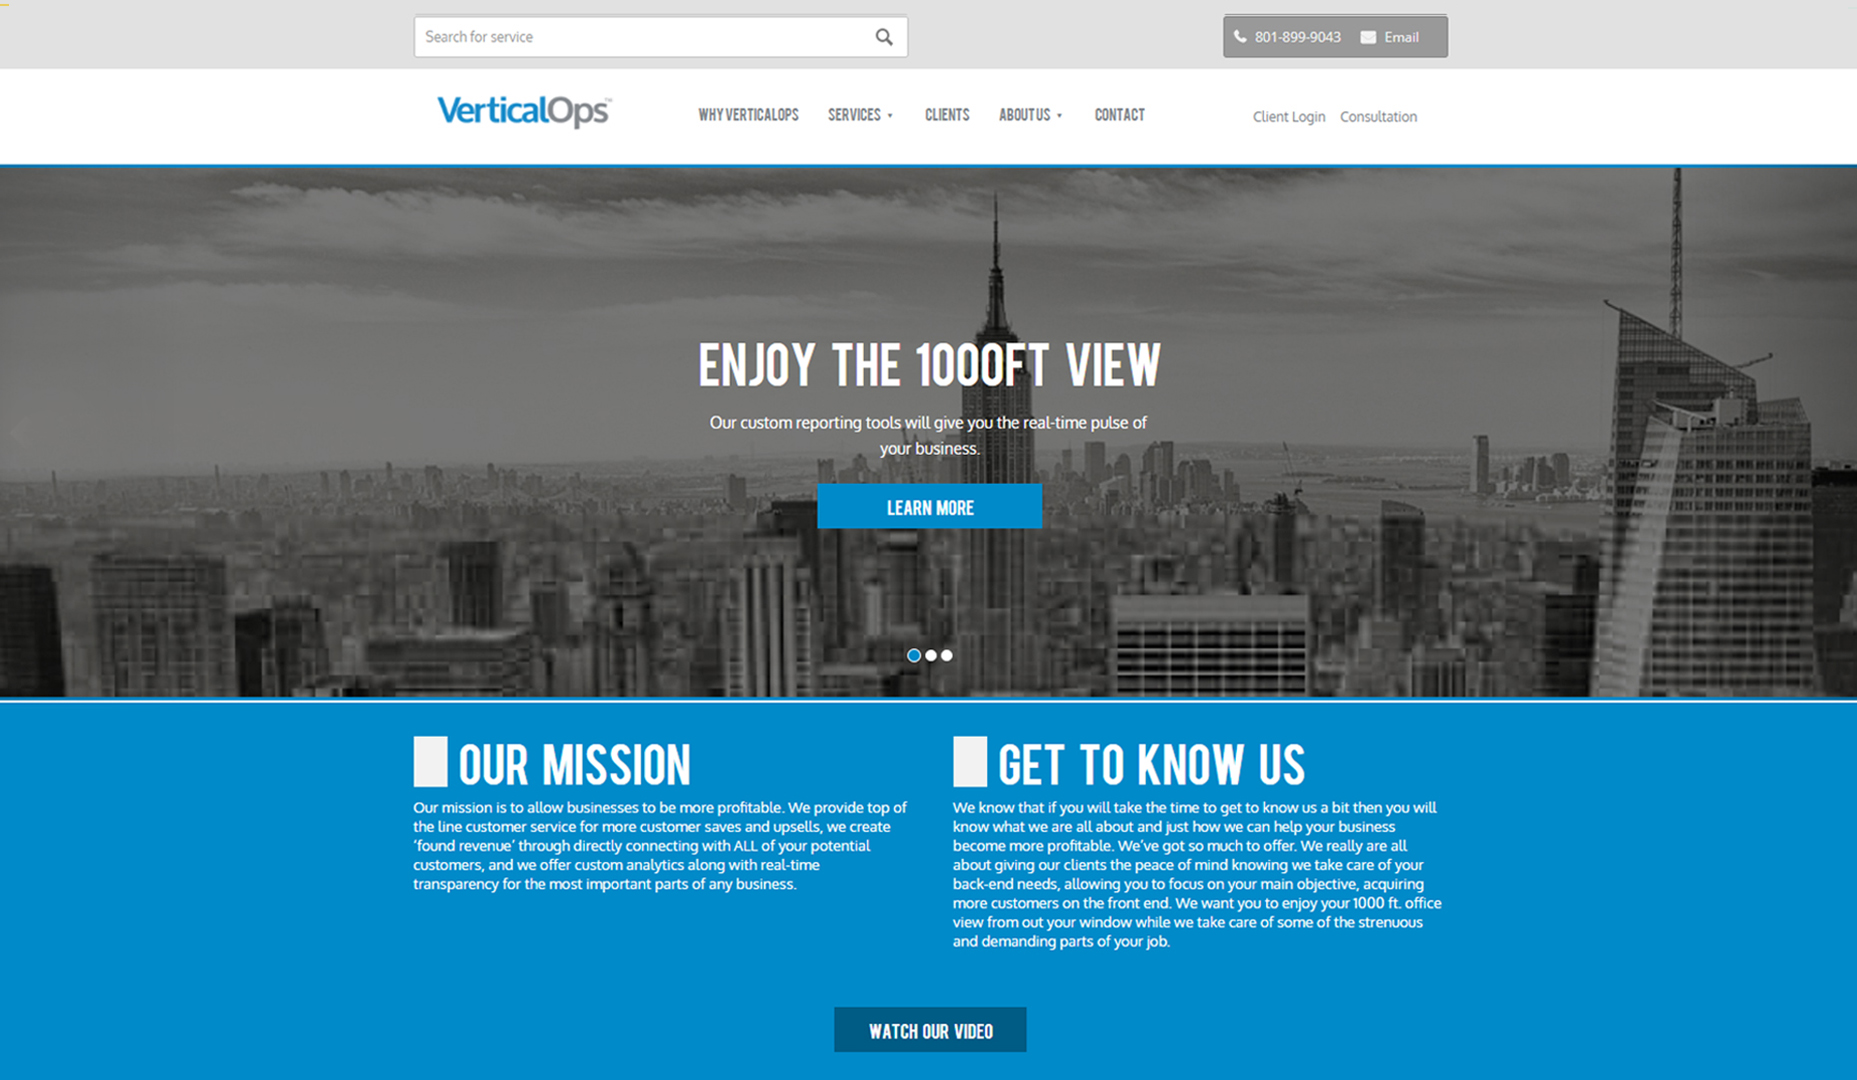 Search for service
801-899-9043 Email
VerticalOps™
WHY VERTICALOPS SERVICES ▾ CLIENTS ABOUT US ▾ CONTACT
Client Login Consultation
ENJOY THE 1000FT VIEW
Our custom reporting tools will give you the real-time pulse of
your business.
LEARN MORE
OUR MISSION
Our mission is to allow businesses to be more profitable. We provide top of
the line customer service for more customer saves and upsells, we create
‘found revenue’ through directly connecting with ALL of your potential
customers, and we offer custom analytics along with real-time
transparency for the most important parts of any business.
GET TO KNOW US
We know that if you will take the time to get to know us a bit then you will
know what we are all about and just how we can help your business
become more profitable. We’ve got so much to offer. We really are all
about giving our clients the peace of mind knowing we take care of your
back-end needs, allowing you to focus on your main objective, acquiring
more customers on the front end. We want you to enjoy your 1000 ft. office
view from out your window while we take care of some of the strenuous
and demanding parts of your job.
WATCH OUR VIDEO